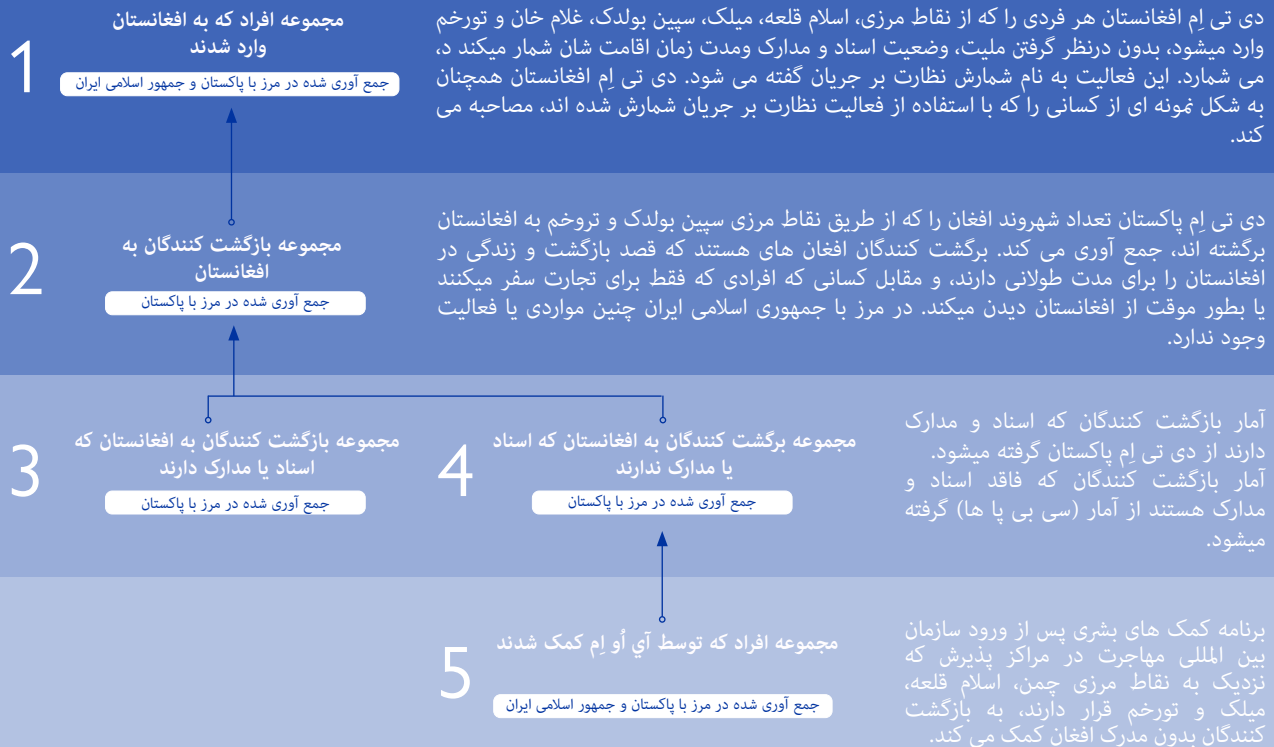 1
مجموعه افراد که به افغانستان
وارد شدند
جمع آوری شده در مرز با پاکستان و جمهور اسلامی ایران
دی تی اِم افغانستان هر فردی را که از نقاط مرزی، اسلام قلعه، میلک، سپین بولدک، غلام خان و تورخم
وارد میشود، بدون درنظر گرفتن ملیت، وضعیت اسناد و مدارک ومدت زمان اقامت شان شمار میکند د،
می شمارد. این فعالیت به نام شمارش نظارت بر جریان گفته می شود. دی تی اِم افغانستان همچنان
به شکل نمونه ای از کسانی را که با استفاده از فعالیت نظارت بر جریان شمارش شده اند، مصاحبه می
کند.
2
مجموعه بازگشت کنندگان به
افغانستان
جمع آوری شده در مرز با پاکستان
دی تی اِم پاکستان تعداد شهروند افغان را که از طریق نقاط مرزی سپین بولدک و تروخم به افغانستان
برگشته اند، جمع آوری می کند. برگشت کنندگان افغان های هستند که قصد بازگشت و زندگی در
افغانستان را برای مدت طولانی دارند، و مقابل کسانی که افرادی که فقط برای تجارت سفر میکنند
یا بطور موقت از افغانستان دیدن میکند. در مرز با جمهوری اسلامی ایران چنین مواردی یا فعالیت
وجود ندارد.
3
مجموعه بازگشت کنندگان به افغانستان که
اسناد یا مدارک دارند
جمع آوری شده در مرز با پاکستان
4
مجموعه برگشت کنندگان به افغانستان که اسناد
یا مدارک ندارند
جمع آوری شده در مرز با پاکستان
آمار بازگشت کنندگان که اسناد و مدارک
دارند از دی تی اِم پاکستان گرفته میشود.
آمار بازگشت کنندگان که فاقد اسناد و
مدارک هستند از آمار (سی بی پا ها) گرفته
میشود.
5
مجموعه افراد که توسط آي اُو اِم کمک شدند
جمع آوری شده در مرز با پاکستان و جمهور اسلامی ایران
برنامه کمک های بشری پس از ورود سازمان
بین المللی مهاجرت در مراکز پذیرش که
نزدیک به نقاط مرزی چمن، اسلام قلعه،
میلک و تورخم قرار دارند، به بازگشت
کنندگان بدون مدرک افغان کمک می کند.